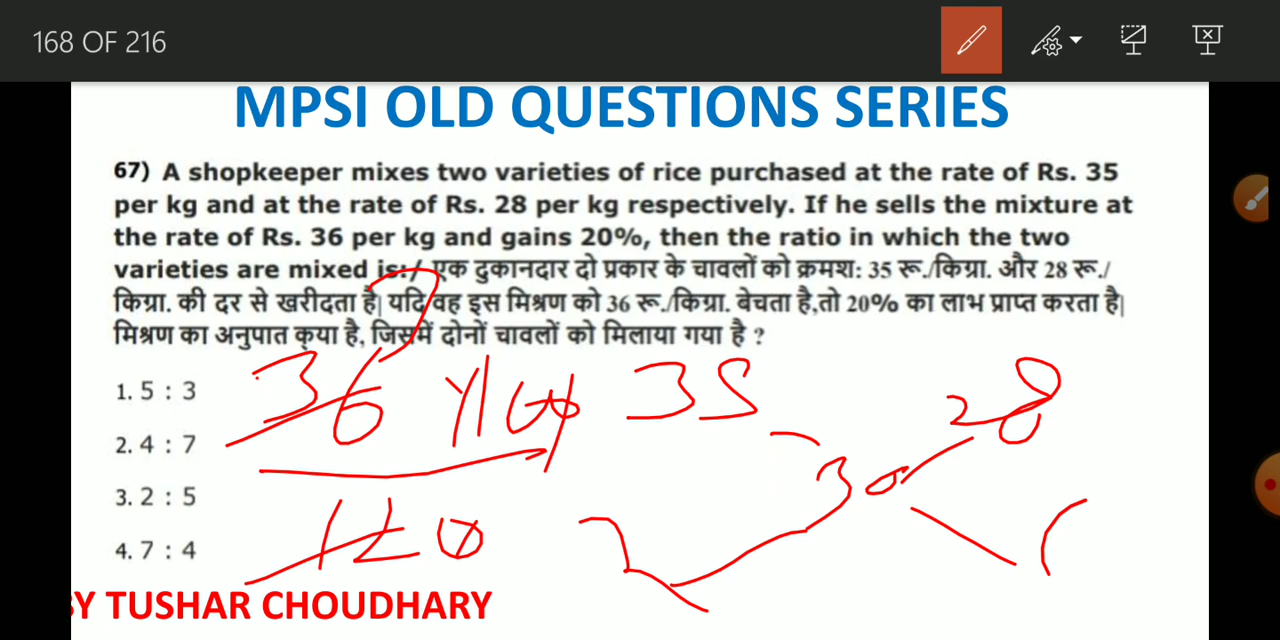 168 OF 216
MPSI OLD QUESTIONS SERIES
67) A shopkeeper mixes two varieties of rice purchased at the rate of Rs. 35
per kg and at the rate of Rs. 28 per kg respectively. If he sells the mixture at
the rate of Rs. 36 per kg and gains 20%, then the ratio in which the two
varieties are mixed is:/ एक दुकानदार दो प्रकार के चावलों को क्रमश: 35 रू./किग्रा. और 28 रू./
किग्रा. की दर से खरीदता है| यदि वह इस मिश्रण को 36 रू./किग्रा. बेचता है,तो 20% का लाभ प्राप्त करता है|
मिश्रण का अनुपात क्या है, जिसमें दोनों चावलों को मिलाया गया है ?
1. 5 : 3
2. 4 : 7
3. 2 : 5
4. 7 : 4
36 x 100 35 28
30
120 2
BY TUSHAR CHOUDHARY